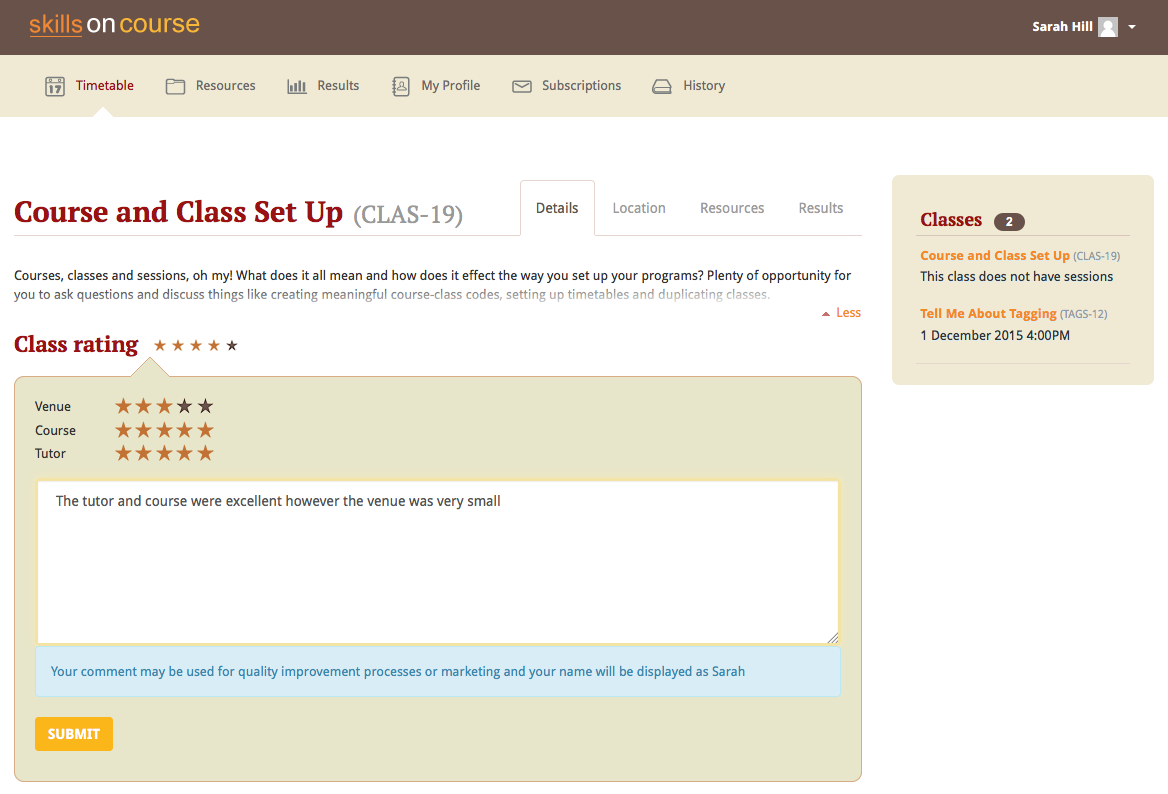 skills on course
Sarah Hill
17 Timetable Resources Results My Profile Subscriptions History
Course and Class Set Up (CLAS-19)
Details Location Resources Results
Courses, classes and sessions, oh my! What does it all mean and how does it effect the way you set up your programs? Plenty of opportunity for
you to ask questions and discuss things like creating meaningful course-class codes, setting up timetables and duplicating classes.
Less
Class rating
Venue
Course
Tutor
The tutor and course were excellent however the venue was very small
Your comment may be used for quality improvement processes or marketing and your name will be displayed as Sarah
SUBMIT
Classes 2
Course and Class Set Up (CLAS-19)
This class does not have sessions
Tell Me About Tagging (TAGS-12)
1 December 2015 4:00PM